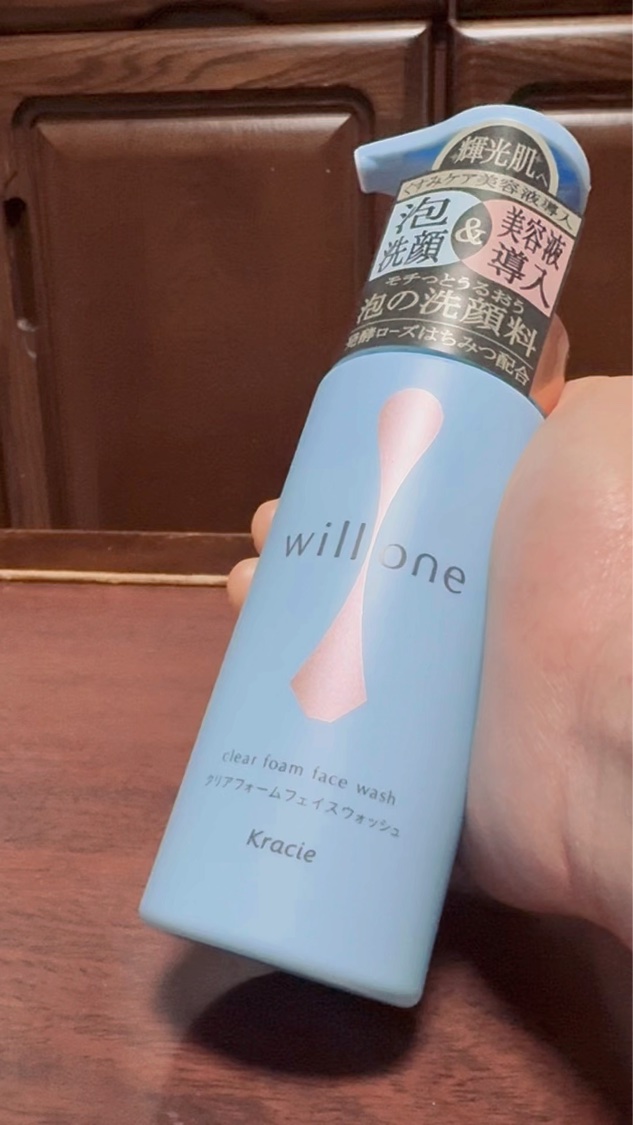 輝光肌へ
くすみケア美容液導入
泡
洗顔
&
美容液
導入
モチっとうるおう
泡の洗顔料
発酵ローズはちみつ配合
will one
clear foam face wash
クリアフォームフェイスウォッシュ
Kracie